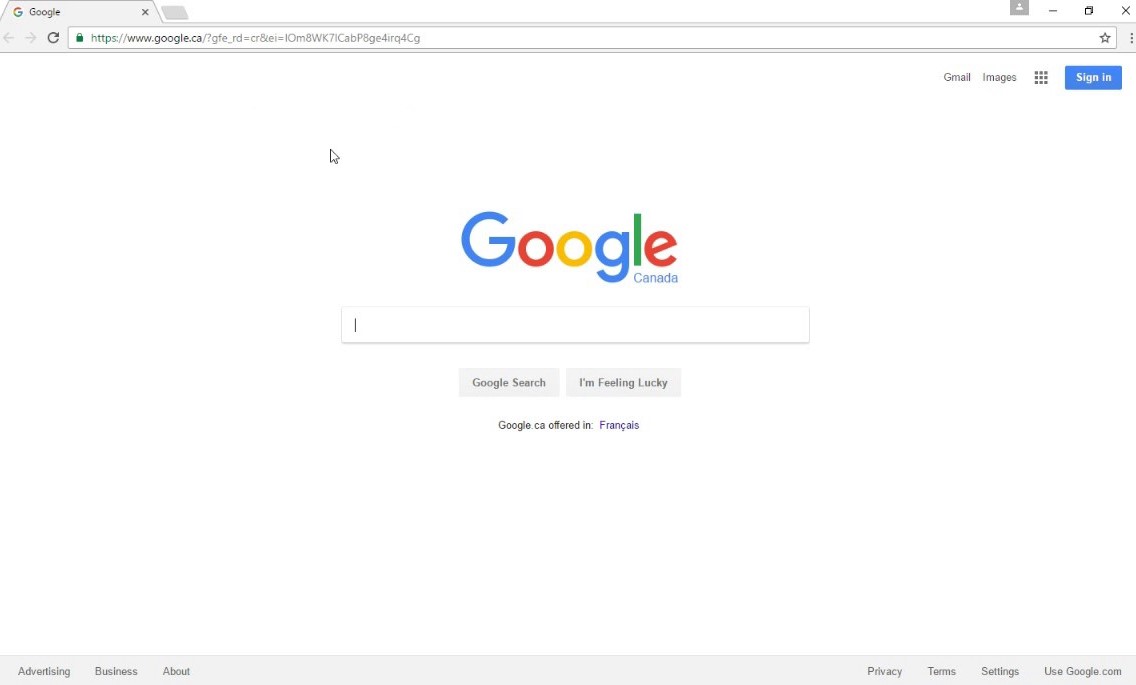 Google
https://www.google.ca/?gfe_rd=cr&ei=IOm8WK7lCabP8ge4irq4Cg
Gmail Images Sign in
Google
Canada
Google Search I'm Feeling Lucky
Google.ca offered in: Français
Advertising Business About Privacy Terms Settings Use Google.com